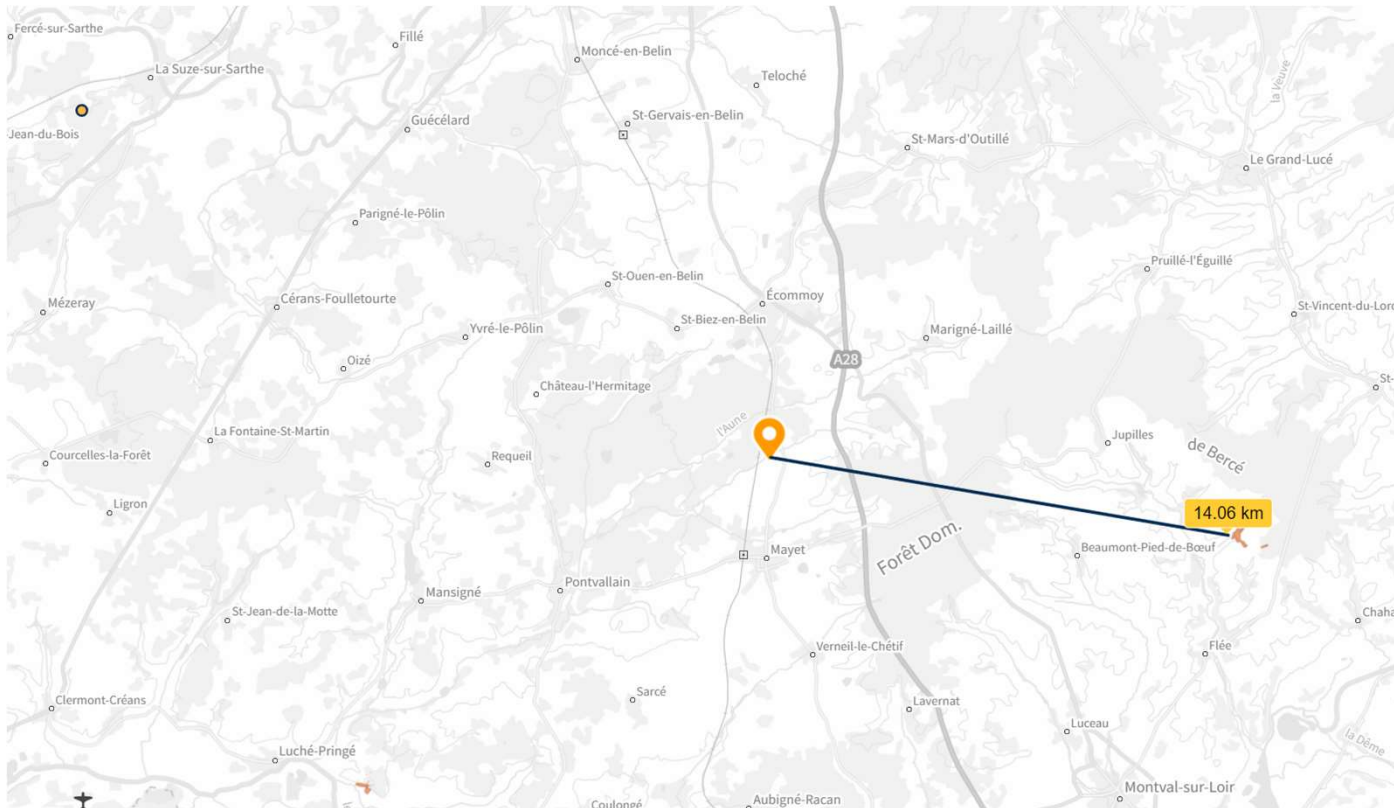 Fercé-sur-Sarthe
Fillé
Moncé-en-Belin
La Suze-sur-Sarthe
Teloché
la Veuve
St-Gervais-en-Belin
Guécélard
Jean-du-Bois
St-Mars-d'Outillé
Le Grand-Lucé
Parigné-le-Pôlin
Pruillé-l'Éguillé
St-Ouen-en-Belin
Mézeray
Cérans-Foulletourte
Écommoy
St-Vincent-du-Lor
St-Biez-en-Belin
Yvré-le-Pôlin
Marigné-Laillé
A28
Oizé
Château-l'Hermitage
St-
l'Aune
La Fontaine-St-Martin
Jupilles
de Bercé
Courcelles-la-Forêt
Requeil
Ligron
14.06 km
Forêt Dom.
Beaumont-Pied-de-Bœuf
Mayet
Pontvallain
Mansigné
St-Jean-de-la-Motte
Chaha
Verneil-le-Chétif
Flée
Sarcé
Clermont-Créans
Lavernat
Luceau
la Dême
Luché-Pringé
Montval-sur-Loir
Coulongé
Aubigné-Racan